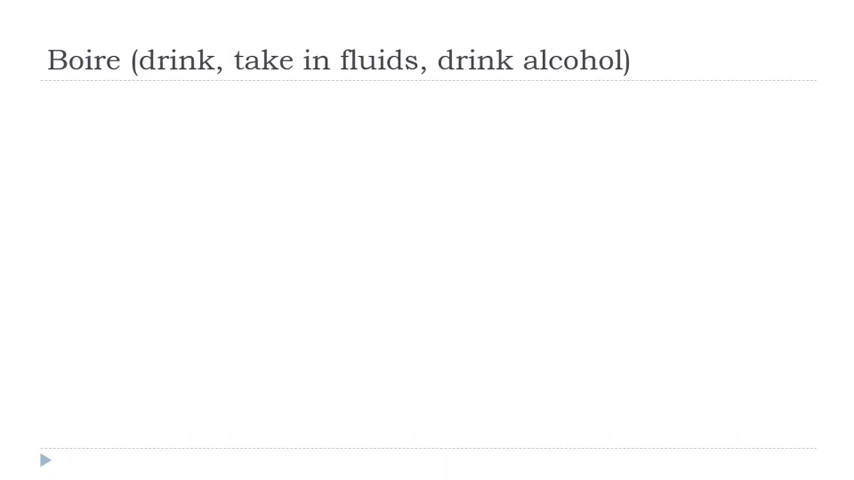 Boire (drink, take in fluids, drink alcohol)